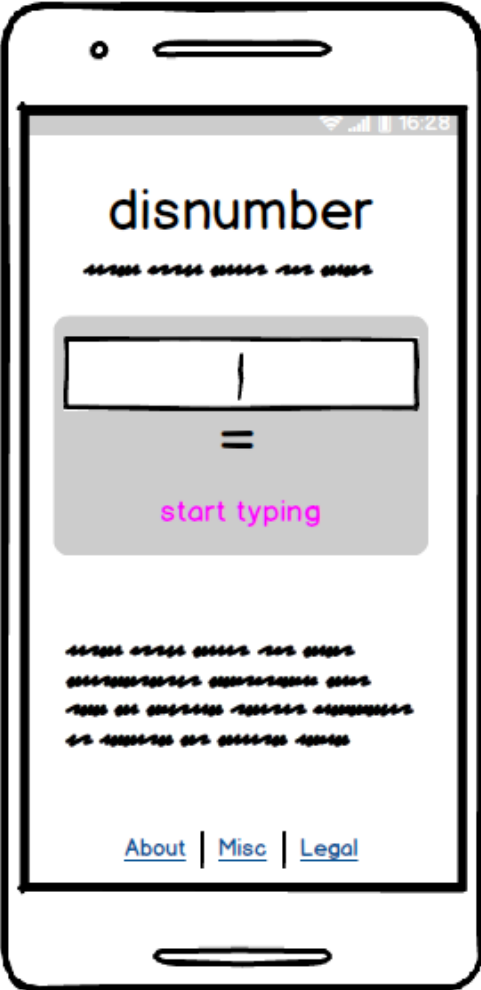 16:28
disnumber
=
start typing
About | Misc | Legal